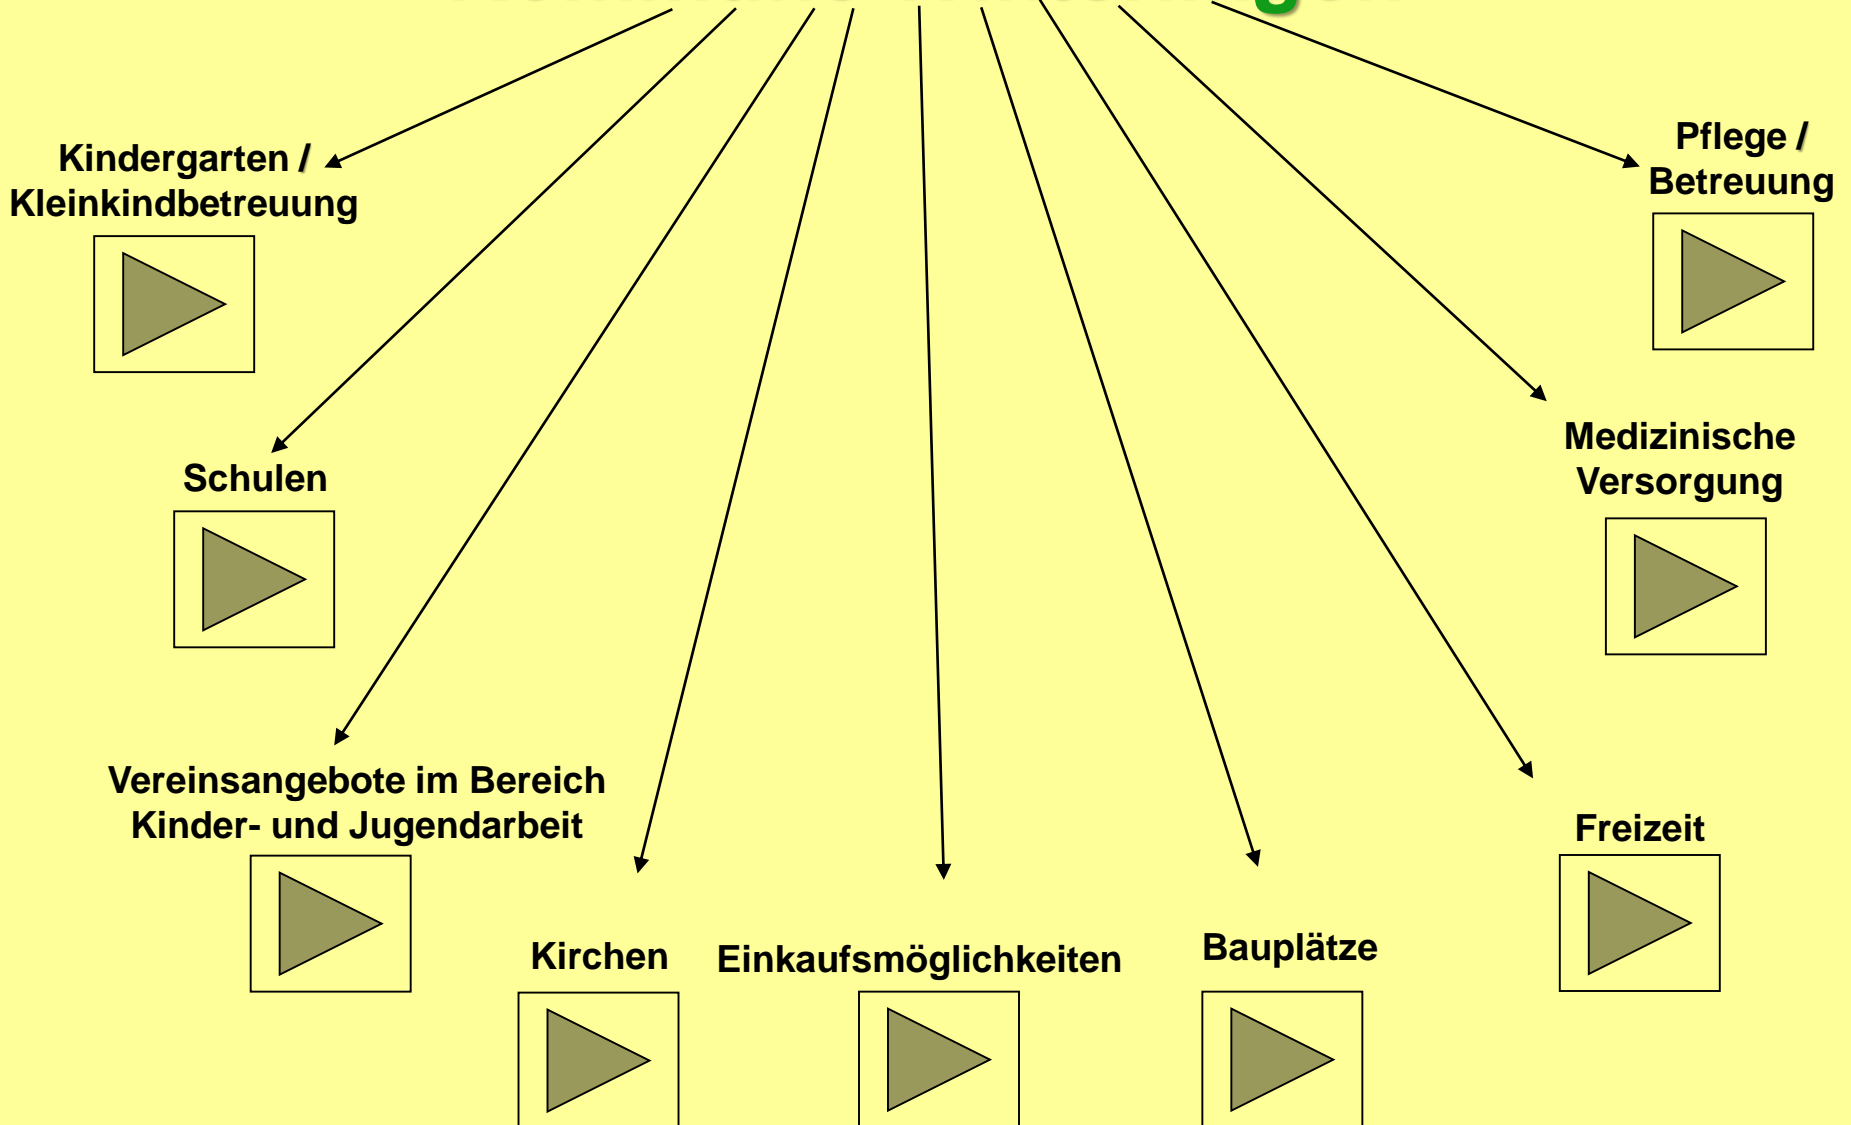 Kindergarten /
Kleinkindbetreuung
Pflege /
Betreuung
Schulen
Medizinische
Versorgung
Vereinsangebote im Bereich
Kinder- und Jugendarbeit
Freizeit
Kirchen
Einkaufsmöglichkeiten
Bauplätze